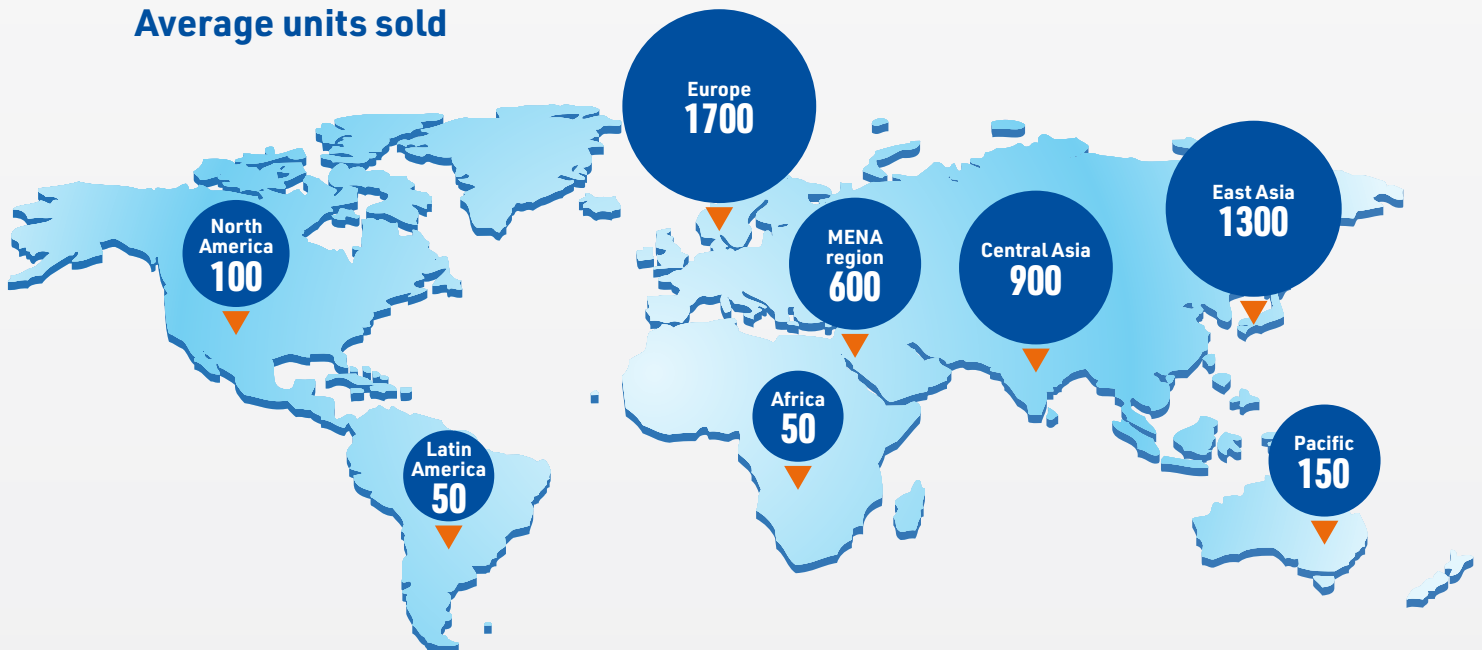 Average units sold
Europe
1700
East Asia
1300
North
America
100
MENA
region
600
Central Asia
900
Africa
50
Latin
America
50
Pacific
150